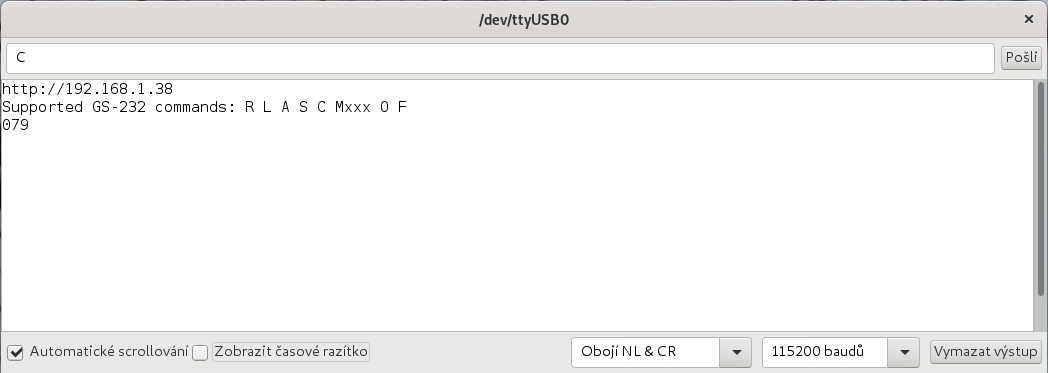 /dev/ttyUSB0
C
Pošli
http://192.168.1.38
Supported GS-232 commands: R L A S C Mxxx O F
079
Automatické scrollování Zobrazit časové razítko Obojí NL & CR 115200 baudů Vymazat výstup